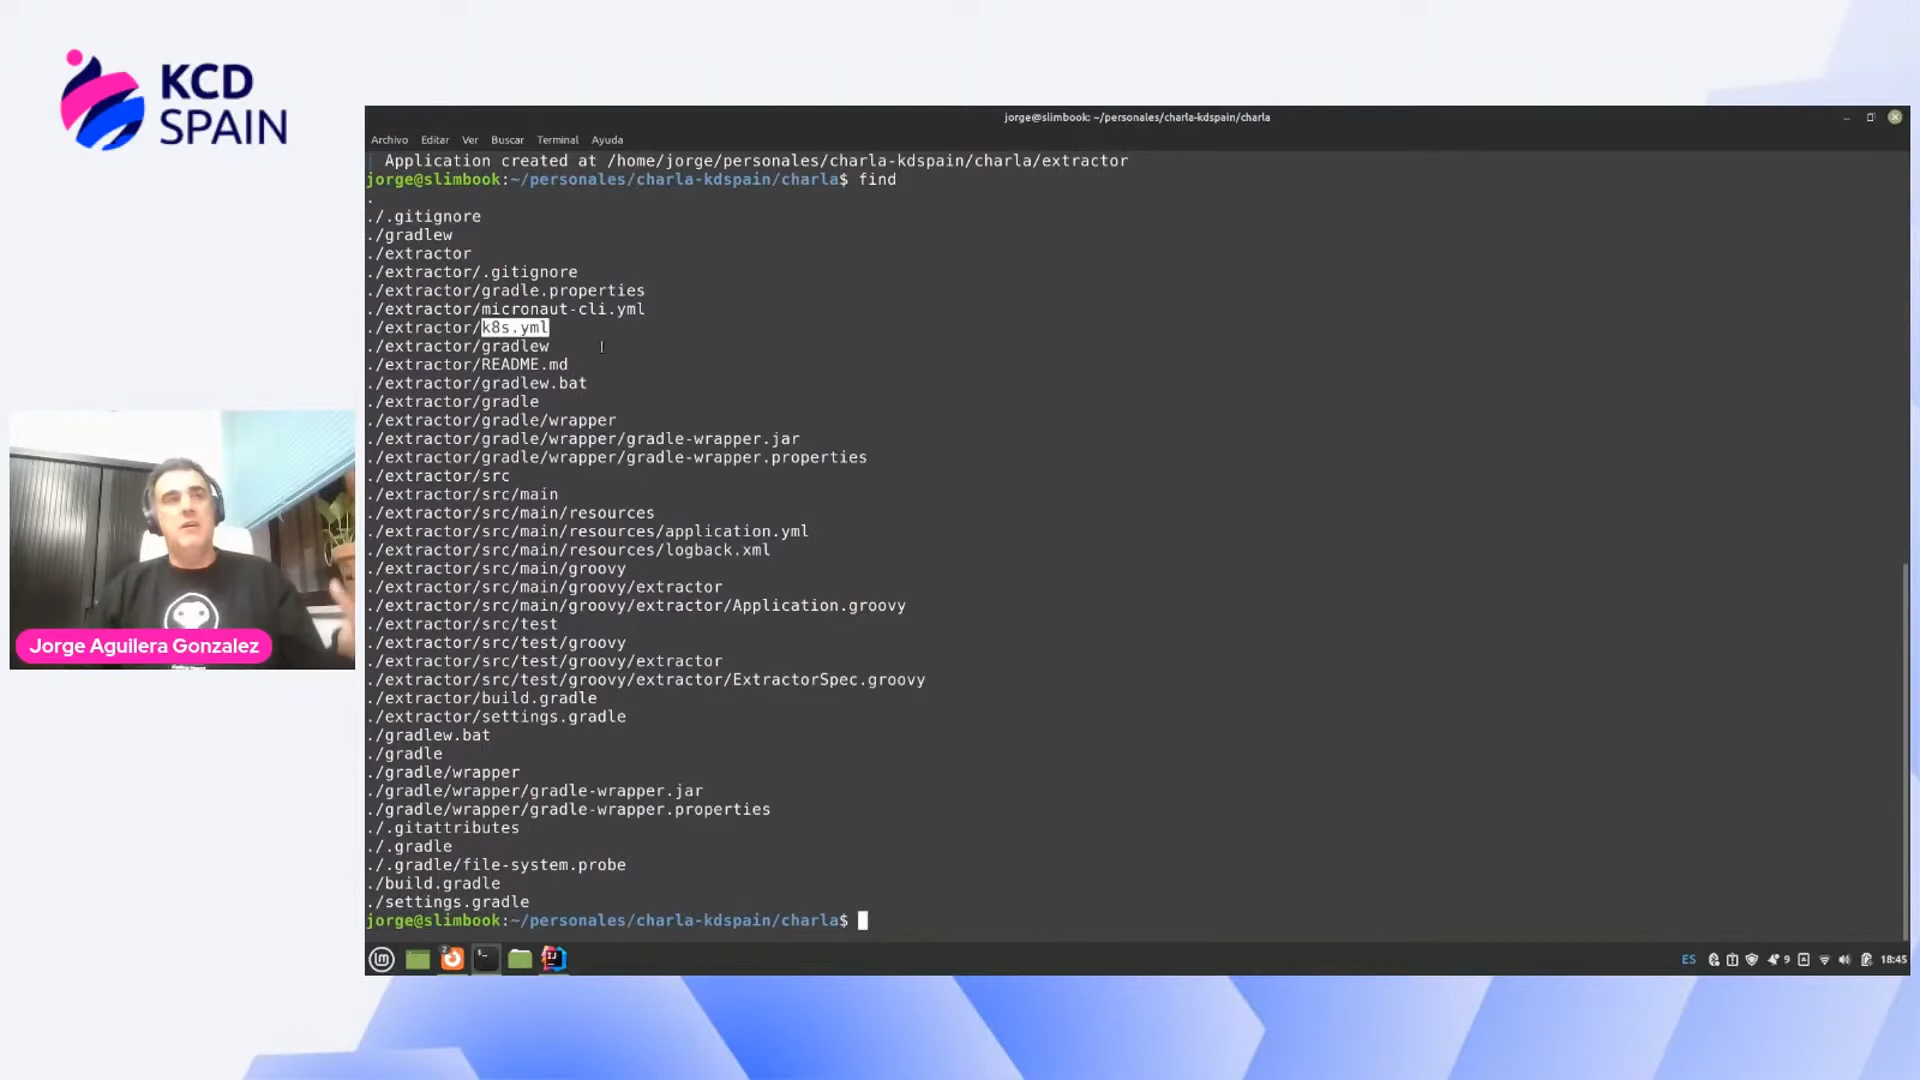 KCD
SPAIN
jorge@slimbook: ~/personales/charla-kdspain/charla
Archivo Editar Ver Buscar Terminal Ayuda
| Application created at /home/jorge/personales/charla-kdspain/charla/extractor
jorge@slimbook:~/personales/charla-kdspain/charla$ find
.
./.gitignore
./gradlew
./extractor
./extractor/.gitignore
./extractor/gradle.properties
./extractor/micronaut-cli.yml
./extractor/k8s.yml
./extractor/gradlew
./extractor/README.md
./extractor/gradlew.bat
./extractor/gradle
./extractor/gradle/wrapper
./extractor/gradle/wrapper/gradle-wrapper.jar
./extractor/gradle/wrapper/gradle-wrapper.properties
./extractor/src
./extractor/src/main
./extractor/src/main/resources
./extractor/src/main/resources/application.yml
./extractor/src/main/resources/logback.xml
./extractor/src/main/groovy
./extractor/src/main/groovy/extractor
./extractor/src/main/groovy/extractor/Application.groovy
./extractor/src/test
./extractor/src/test/groovy
./extractor/src/test/groovy/extractor
./extractor/src/test/groovy/extractor/ExtractorSpec.groovy
./extractor/build.gradle
./extractor/settings.gradle
./gradlew.bat
./gradle
./gradle/wrapper
./gradle/wrapper/gradle-wrapper.jar
./gradle/wrapper/gradle-wrapper.properties
./.gitattributes
./.gradle
./.gradle/file-system.probe
./build.gradle
./settings.gradle
jorge@slimbook:~/personales/charla-kdspain/charla$
Jorge Aguilera Gonzalez
2
ES 9 18:45